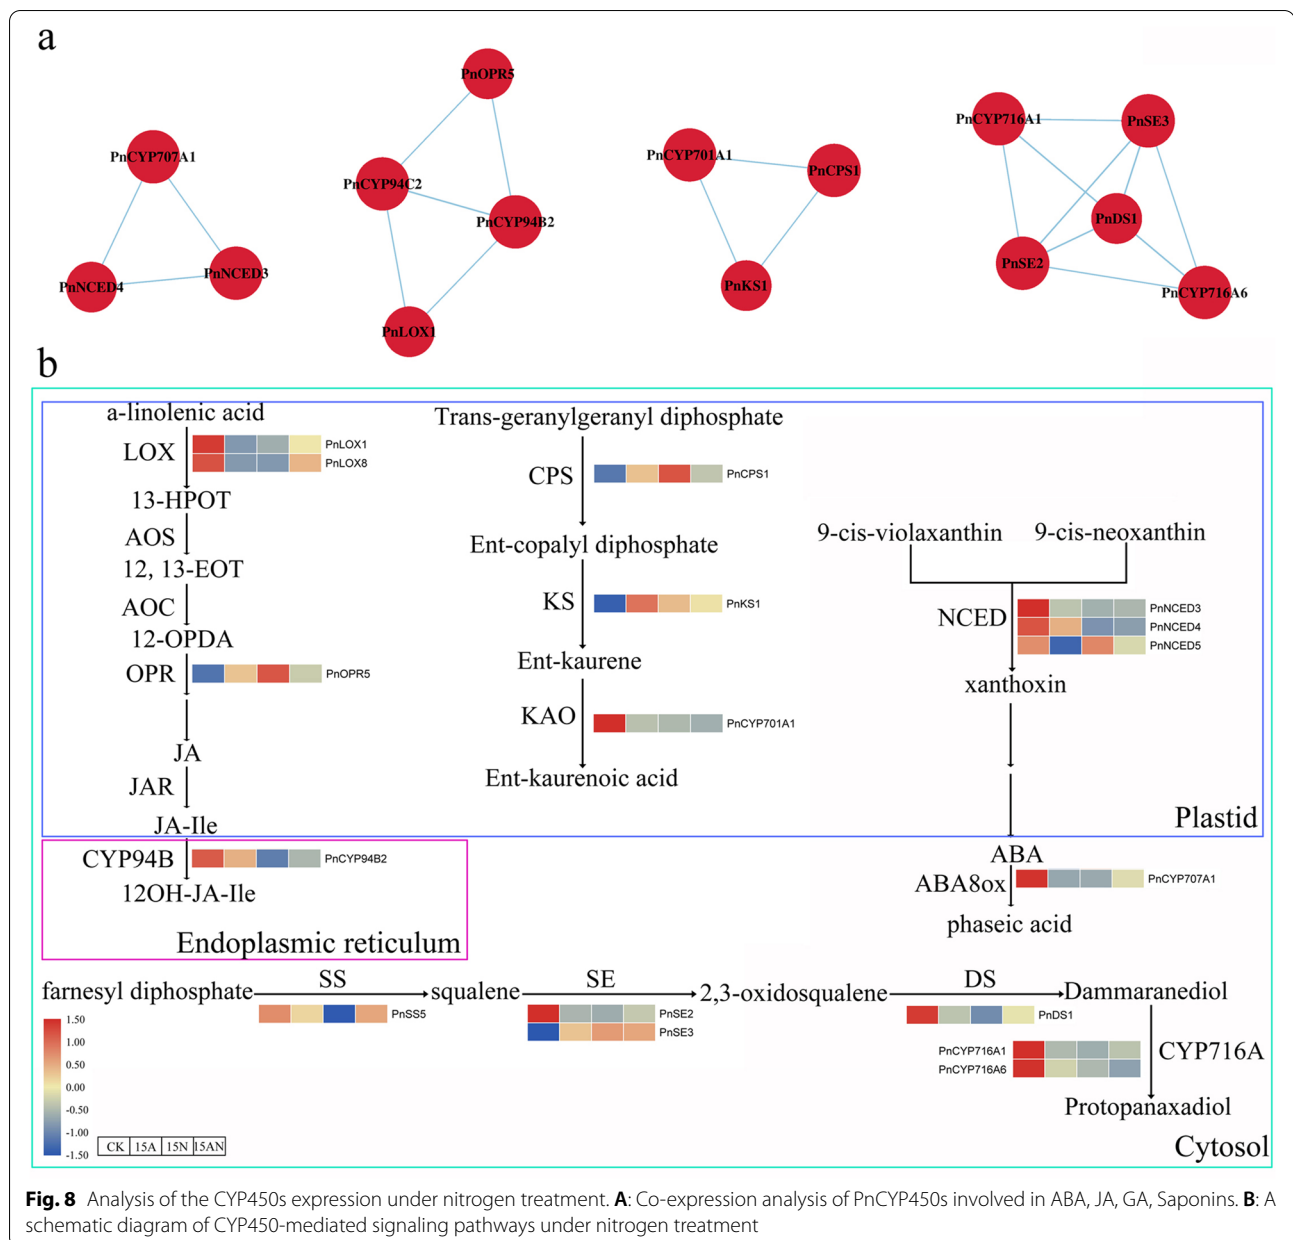 a
PnOPR5
PnCYP707A1
PnCYP94C2
PnCYP94B2
PnNCED4
PnNCED3
PnLOX1
PnCYP701A1
PnCPS1
PnKS1
PnCYP716A1
PnSE3
PnDS1
PnSE2
PnCYP716A6
b
a-linolenic acid
LOX
PnLOX1
PnLOX8
13-HPOT
AOS
12, 13-EOT
AOC
12-OPDA
OPR
PnOPR5
JA
JAR
JA-Ile
CYP94B
PnCYP94B2
12OH-JA-Ile
Endoplasmic reticulum
Trans-geranylgeranyl diphosphate
CPS
PnCPS1
Ent-copalyl diphosphate
KS
PnKS1
Ent-kaurene
KAO
PnCYP701A1
Ent-kaurenoic acid
9-cis-violaxanthin
9-cis-neoxanthin
NCED
PnNCED3
PnNCED4
PnNCED5
xanthoxin
Plastid
ABA
ABA8ox
PnCYP707A1
phaseic acid
farnesyl diphosphate
SS
PnSS5
squalene
SE
PnSE2
PnSE3
2,3-oxidosqualene
DS
PnDS1
Dammaranediol
PnCYP716A1
PnCYP716A6
CYP716A
Protopanaxadiol
Cytosol
1.50
1.00
0.50
0.00
-0.50
-1.00
-1.50
CK 15A 15N 15AN
Fig. 8 Analysis of the CYP450s expression under nitrogen treatment. A: Co-expression analysis of PnCYP450s involved in ABA, JA, GA, Saponins. B: A
schematic diagram of CYP450-mediated signaling pathways under nitrogen treatment